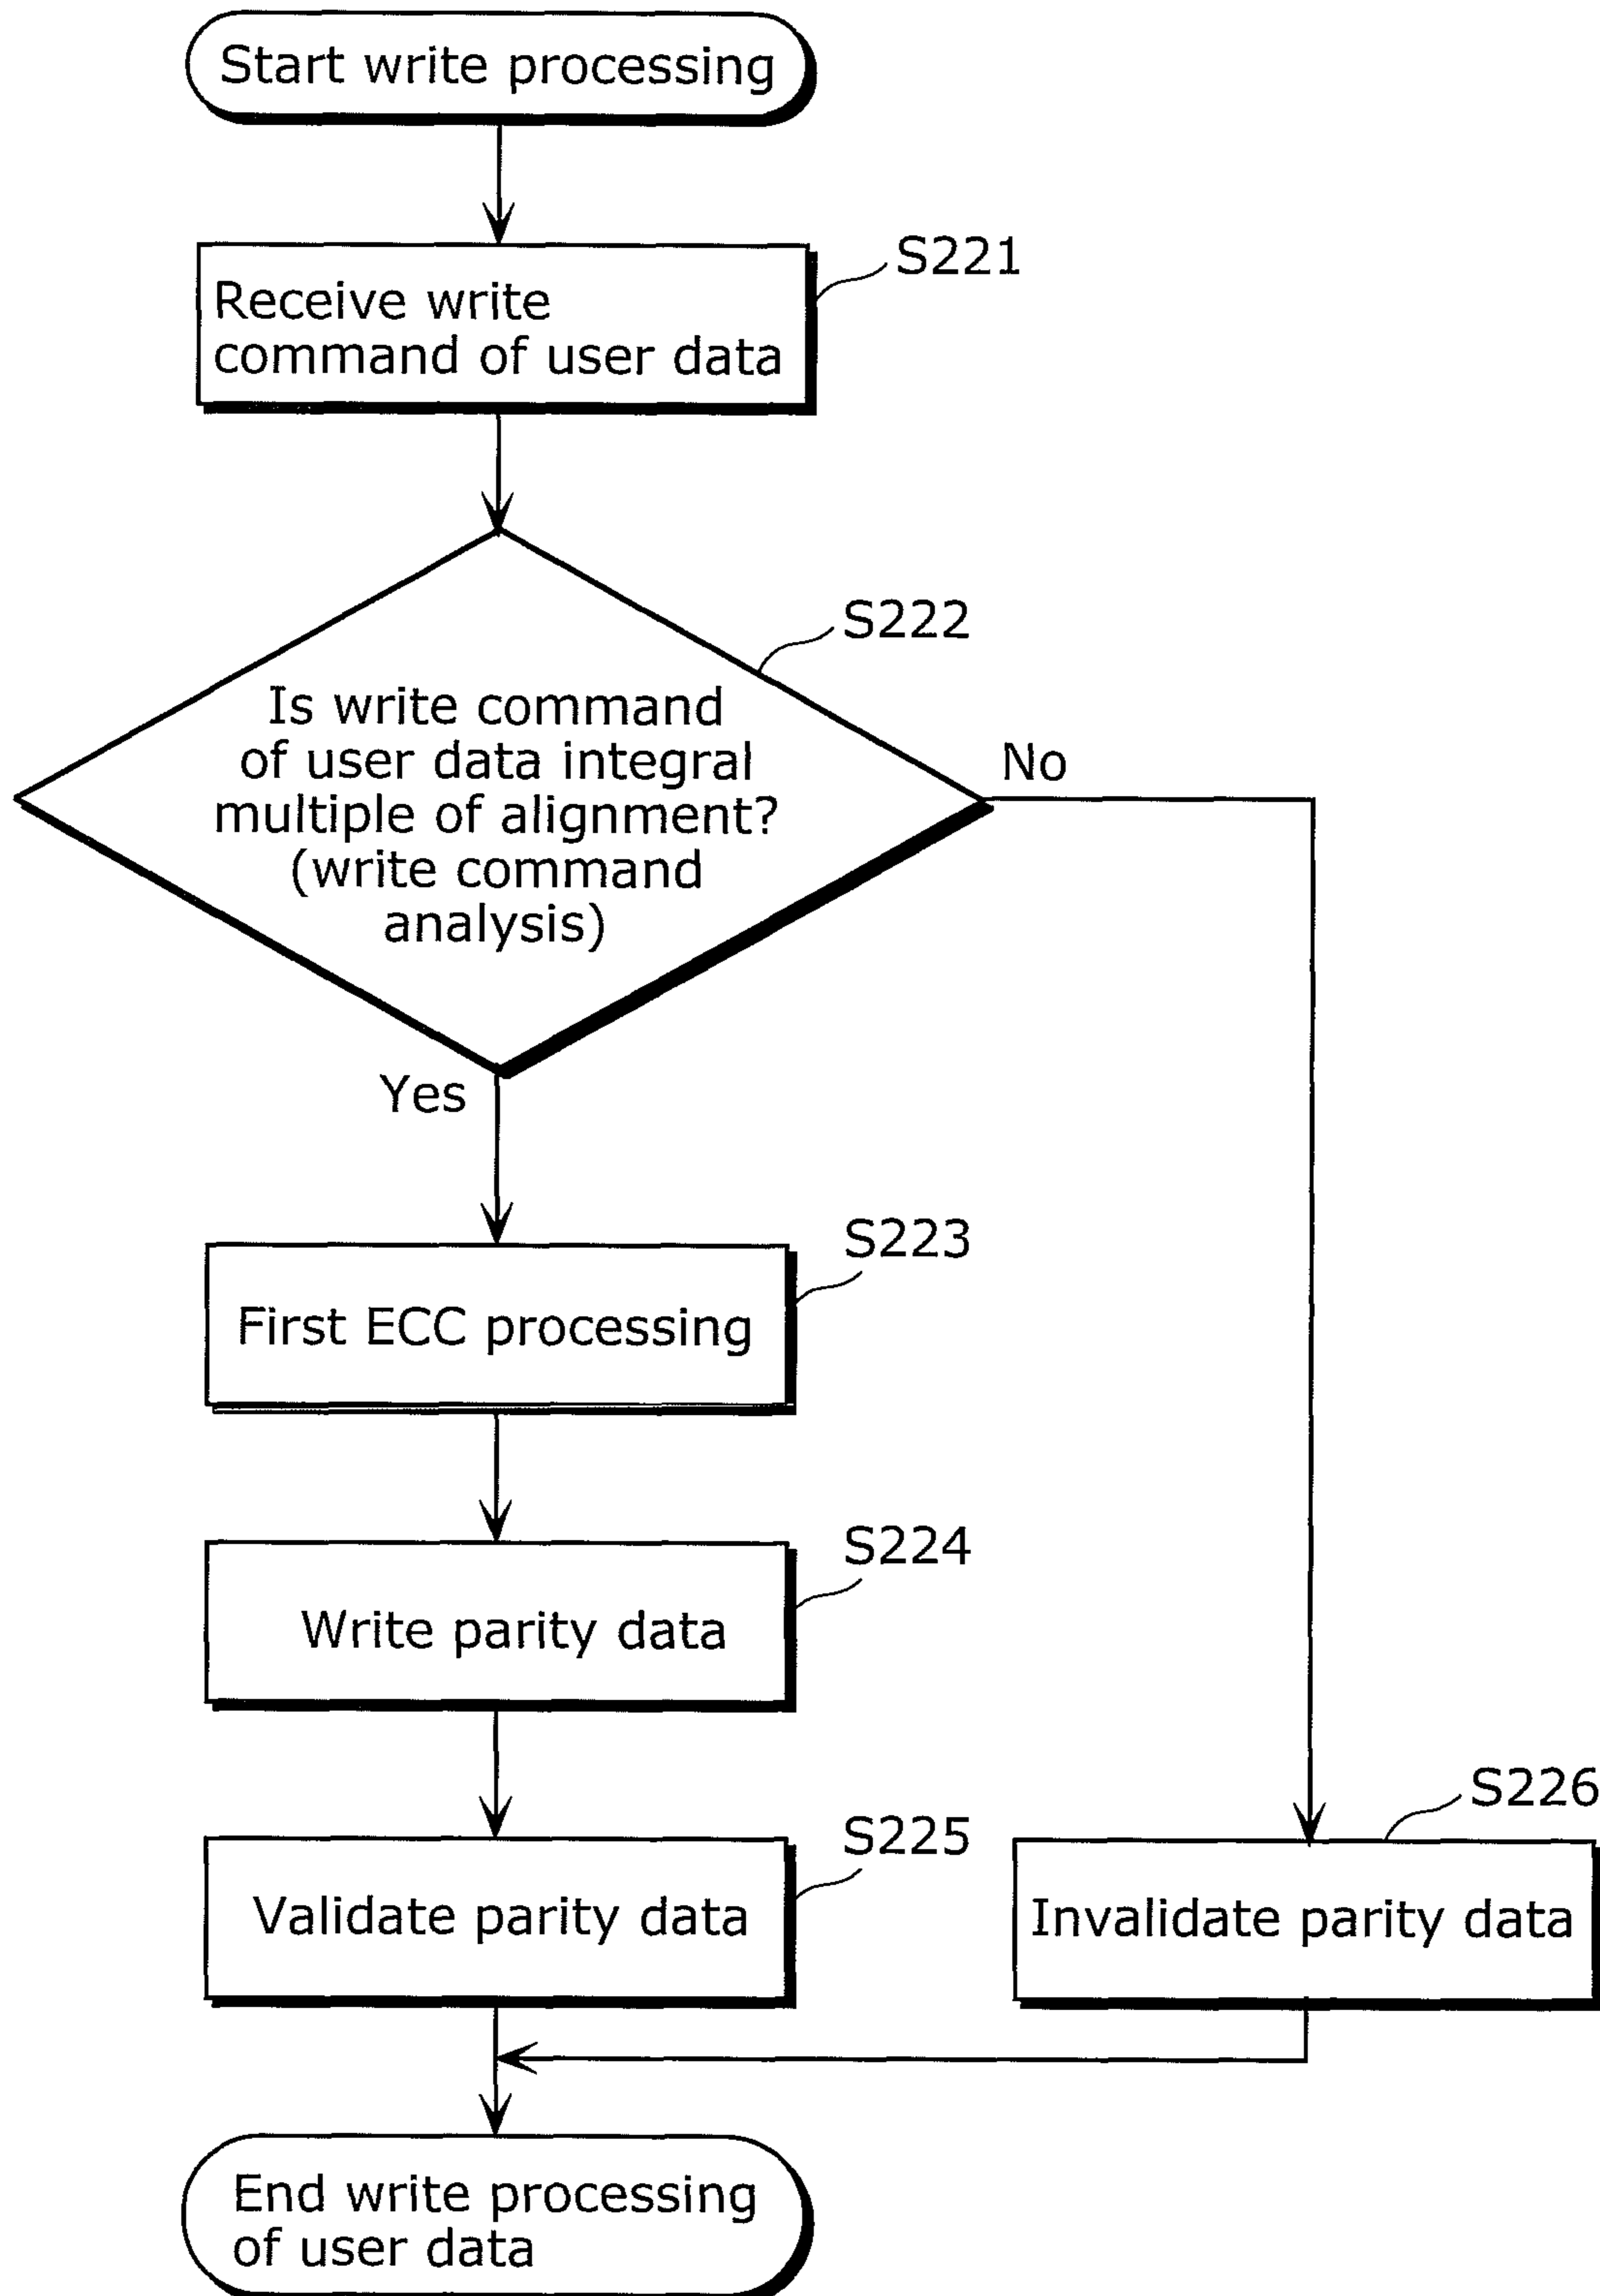 Start write processing
S221
Receive write
command of user data
S222
Is write command
of user data integral
multiple of alignment?
(write command
analysis)
No
Yes
S223
First ECC processing
S224
Write parity data
S225
Validate parity data
S226
Invalidate parity data
End write processing
of user data